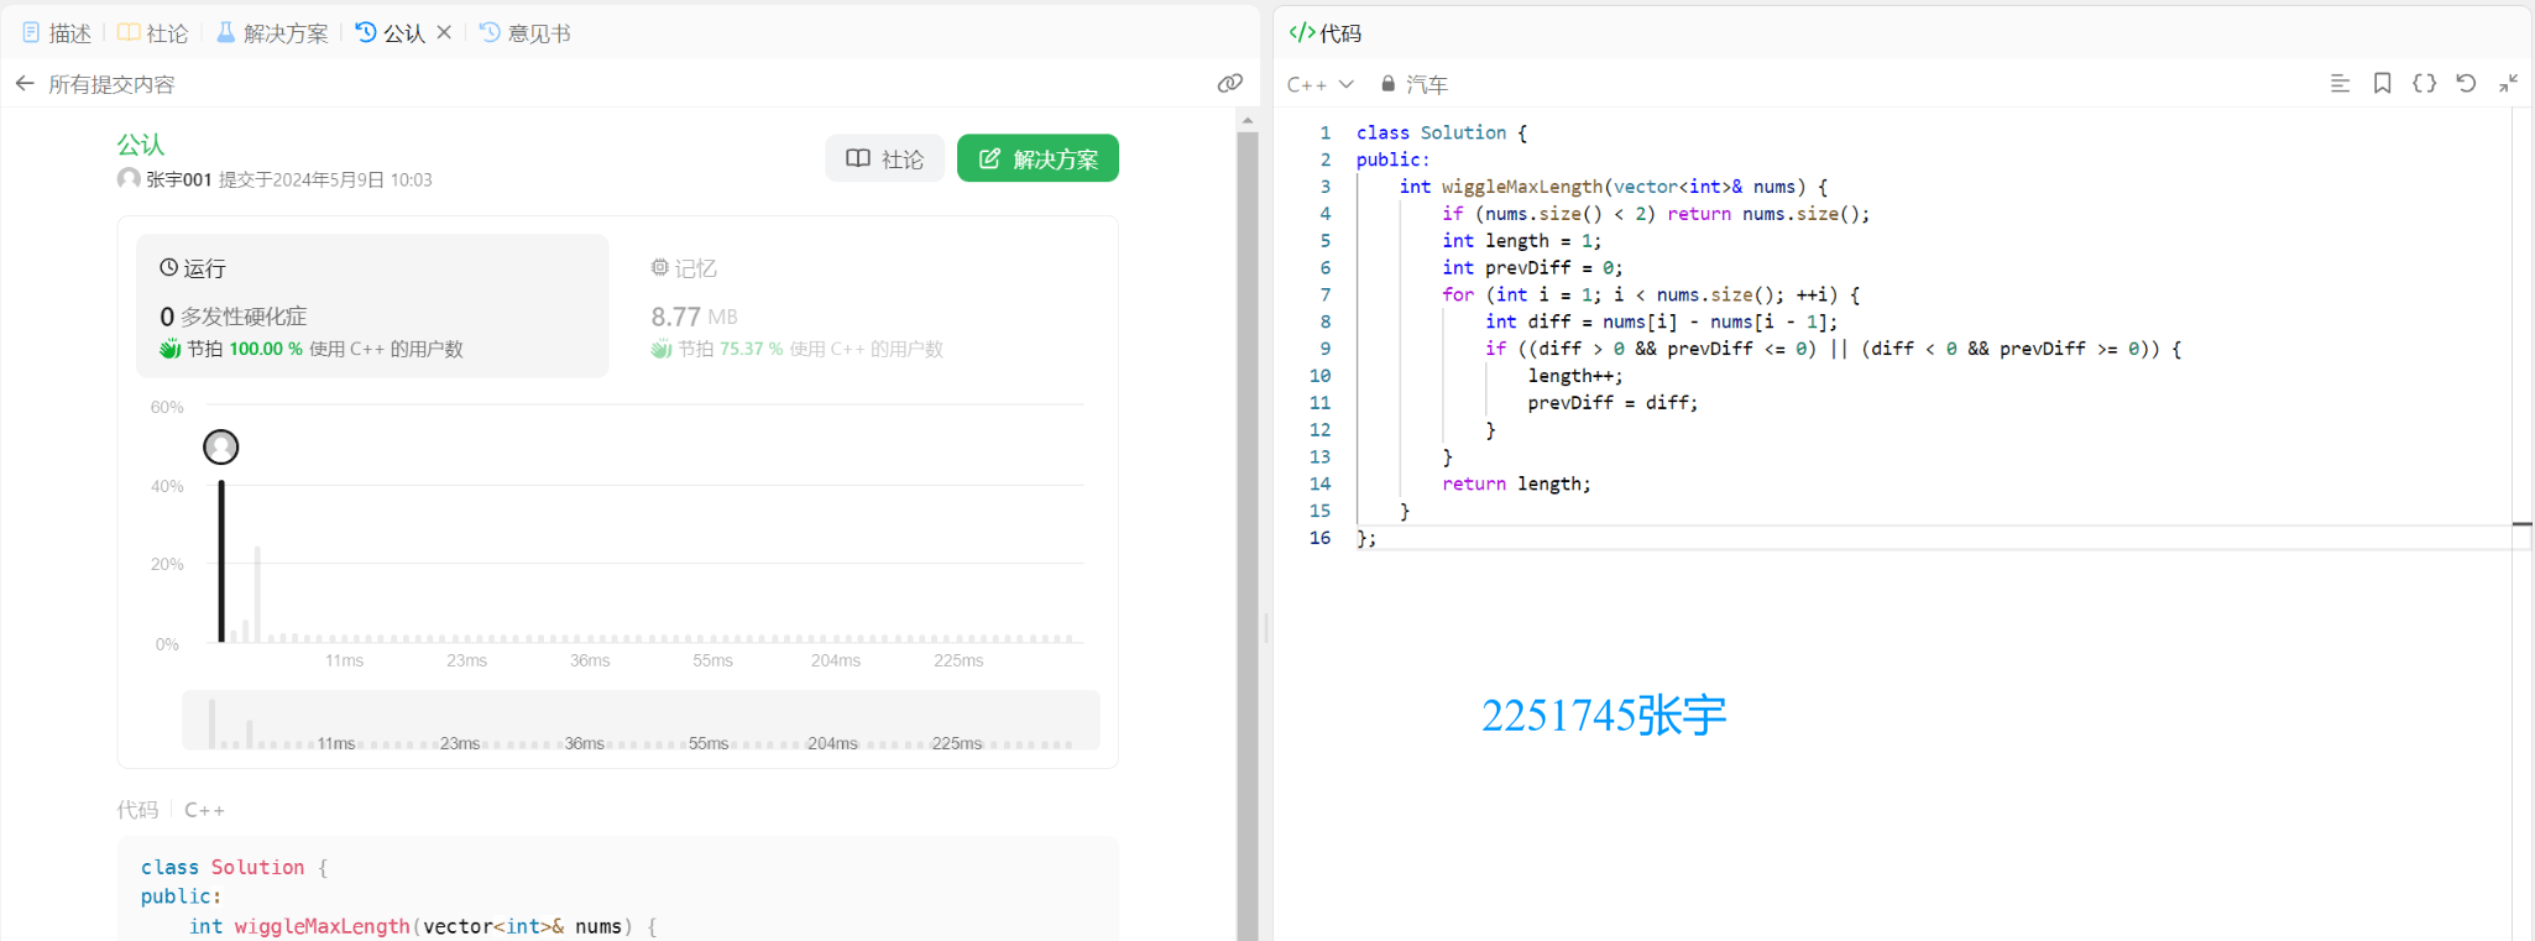 描述 社论 解决方案 公认 意见书
所有提交内容
公认
张宇001 提交于2024年5月9日 10:03
社论 解决方案
运行
0 多发性硬化症
节拍 100.00 % 使用 C++ 的用户数
记忆
8.77 MB
节拍 75.37 % 使用 C++ 的用户数
60%
40%
20%
0%
11ms 23ms 36ms 55ms 204ms 225ms
11ms 23ms 36ms 55ms 204ms 225ms
代码 C++
class Solution {
public:
    int wiggleMaxLength(vector<int>& nums) {
</> 代码
C++ 汽车
1 class Solution {
2 public:
3     int wiggleMaxLength(vector<int>& nums) {
4         if (nums.size() < 2) return nums.size();
5         int length = 1;
6         int prevDiff = 0;
7         for (int i = 1; i < nums.size(); ++i) {
8             int diff = nums[i] - nums[i - 1];
9             if ((diff > 0 && prevDiff <= 0) || (diff < 0 && prevDiff >= 0)) {
10                 length++;
11                 prevDiff = diff;
12             }
13         }
14         return length;
15     }
16 };
2251745张宇